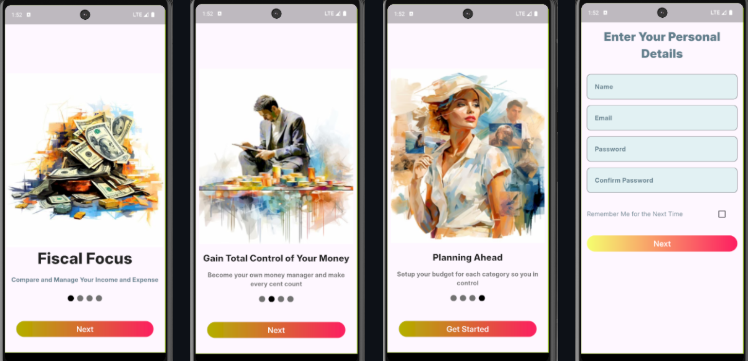 1:52
LTE
Fiscal Focus
Compare and Manage Your Income and Expense
Next
1:52
LTE
Gain Total Control of Your Money
Become your own money manager and make
every cent count
Next
1:52
LTE
Planning Ahead
Setup your budget for each category so you in
control
Get Started
1:52
LTE
Enter Your Personal
Details
Name
Email
Password
Confirm Password
Remember Me for the Next Time
Next